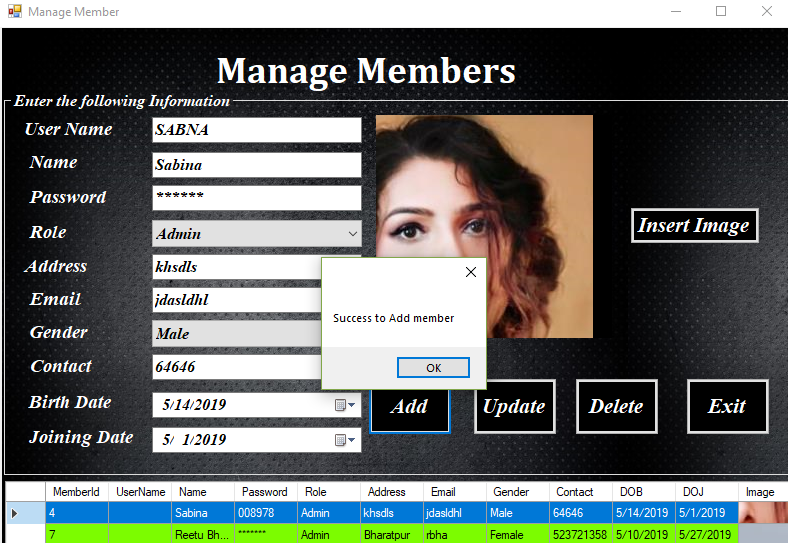 Manage Member
Manage Members
Enter the following Information
User Name SABNA
Name Sabina
Password ******
Role Admin
Address khsdls
Email jdasldhl
Gender Male
Contact 64646
Birth Date 5/14/2019
Joining Date 5/ 1/2019
Insert Image
Success to Add member
OK
Add Update Delete Exit
MemberId UserName Name Password Role Address Email Gender Contact DOB DOJ Image
4 Sabina 008978 Admin khsdls jdasldhl Male 64646 5/14/2019 5/1/2019
7 Reetu Bh... ******* Admin Bharatpur rbha Female 523721358 5/10/2019 5/27/2019